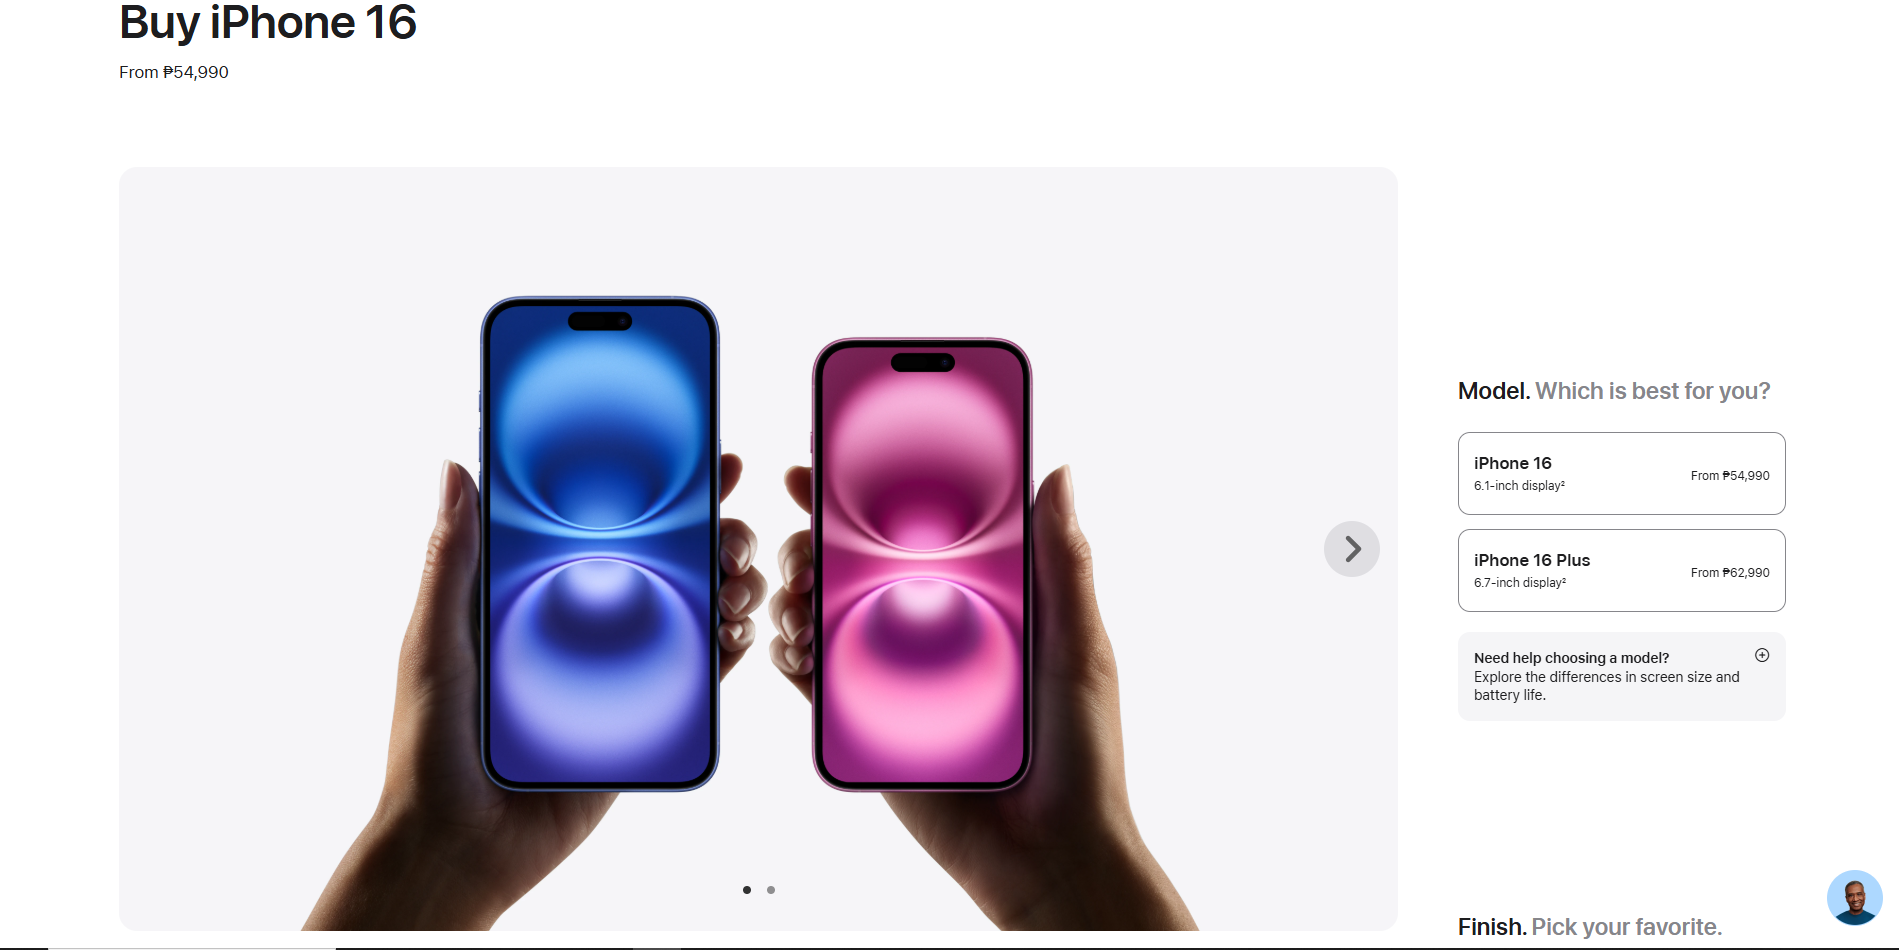 Buy iPhone 16
From ₱54,990
Model. Which is best for you?
iPhone 16
6.1-inch display²
From ₱54,990
iPhone 16 Plus
6.7-inch display²
From ₱62,990
Need help choosing a model?
Explore the differences in screen size and
battery life.
Finish. Pick your favorite.